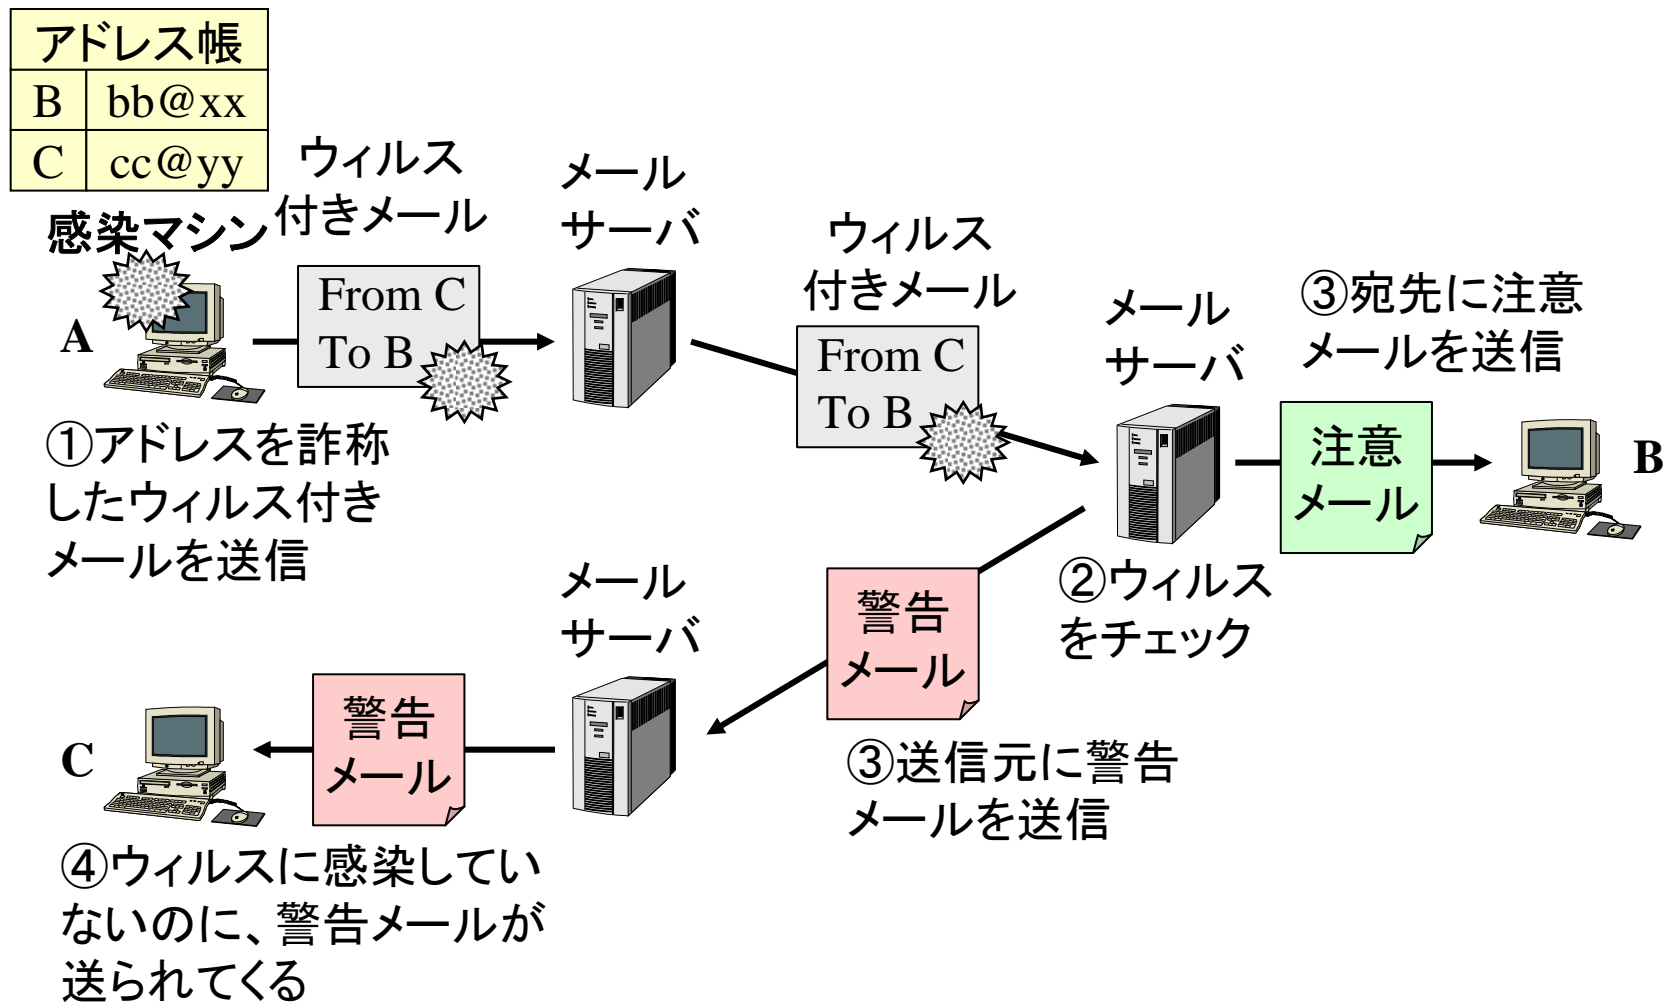 アドレス帳
B bb@xx
C cc@yy
感染マシン
A
ウィルス
付きメール
From C
To B
メール
サーバ
ウィルス
付きメール
From C
To B
メール
サーバ
③宛先に注意
メールを送信
注意
メール
B
①アドレスを詐称
したウィルス付き
メールを送信
②ウィルス
をチェック
警告
メール
③送信元に警告
メールを送信
メール
サーバ
警告
メール
C
④ウィルスに感染してい
ないのに、警告メールが
送られてくる